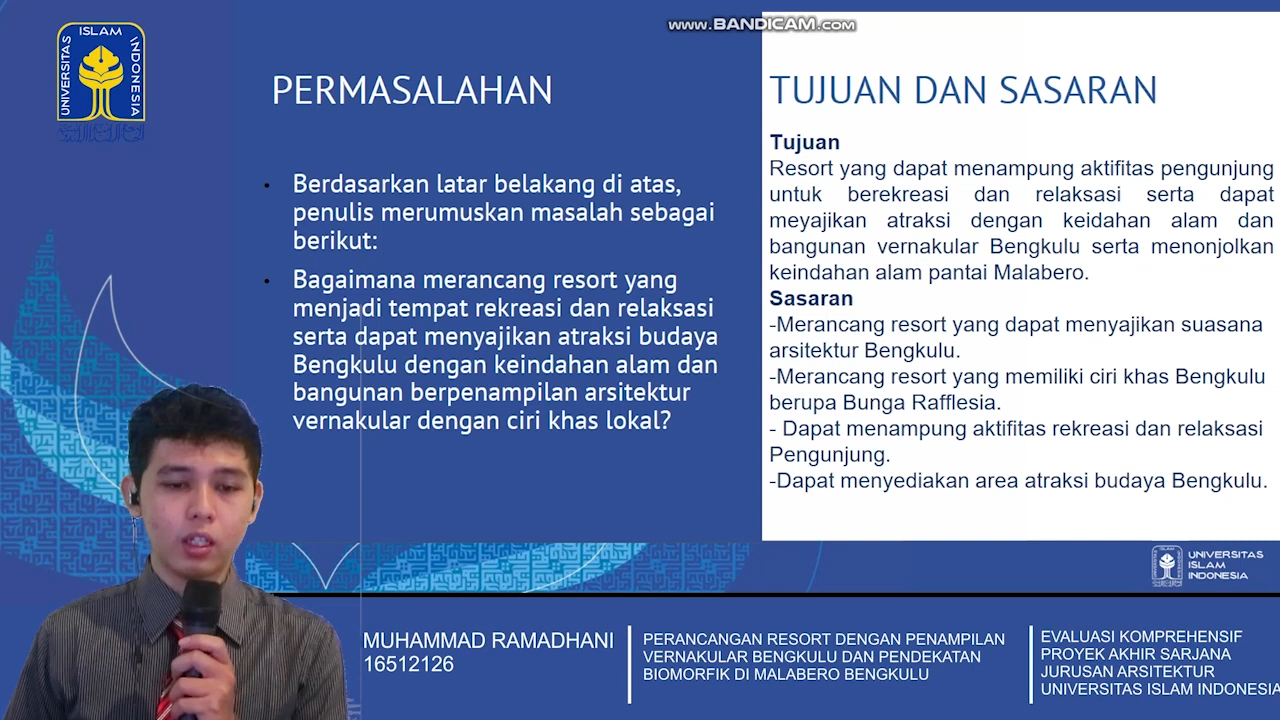 www.BANDICAM.com
UNIVERSITAS ISLAM INDONESIA
PERMASALAHAN
• Berdasarkan latar belakang di atas,
penulis merumuskan masalah sebagai
berikut:
• Bagaimana merancang resort yang
menjadi tempat rekreasi dan relaksasi
serta dapat menyajikan atraksi budaya
Bengkulu dengan keindahan alam dan
bangunan berpenampilan arsitektur
vernakular dengan ciri khas lokal?
TUJUAN DAN SASARAN
Tujuan
Resort yang dapat menampung aktifitas pengunjung
untuk berekreasi dan relaksasi serta dapat
meyajikan atraksi dengan keidahan alam dan
bangunan vernakular Bengkulu serta menonjolkan
keindahan alam pantai Malabero.
Sasaran
-Merancang resort yang dapat menyajikan suasana
arsitektur Bengkulu.
-Merancang resort yang memiliki ciri khas Bengkulu
berupa Bunga Rafflesia.
- Dapat menampung aktifitas rekreasi dan relaksasi
Pengunjung.
-Dapat menyediakan area atraksi budaya Bengkulu.
UNIVERSITAS
ISLAM
INDONESIA
MUHAMMAD RAMADHANI
16512126
PERANCANGAN RESORT DENGAN PENAMPILAN
VERNAKULAR BENGKULU DAN PENDEKATAN
BIOMORFIK DI MALABERO BENGKULU
EVALUASI KOMPREHENSIF
PROYEK AKHIR SARJANA
JURUSAN ARSITEKTUR
UNIVERSITAS ISLAM INDONESIA